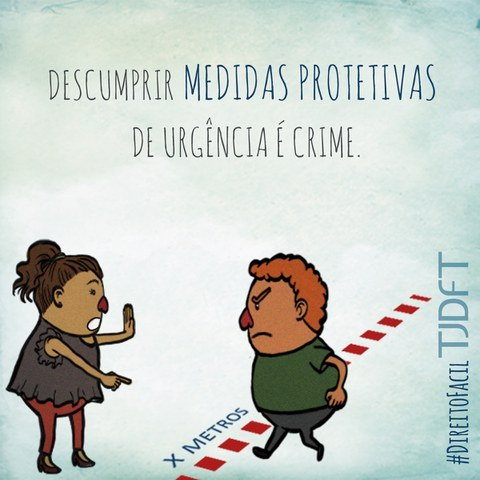 DESCUMPRIR MEDIDAS PROTETIVAS
DE URGÊNCIA É CRIME.
X METROS
#DIREITOFACIL TJDFT